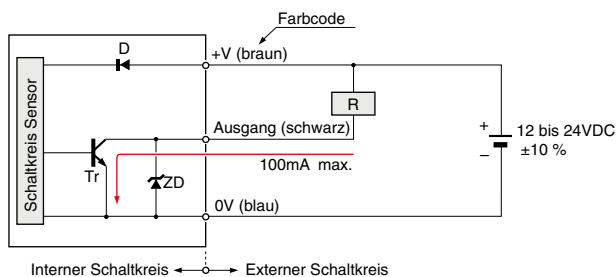 Farbcode
D
+V (braun)
Schaltkreis Sensor
R
Ausgang (schwarz)
+
12 bis 24VDC
–
±10 %
Tr
100mA max.
ZD
0V (blau)
Interner Schaltkreis
Externer Schaltkreis